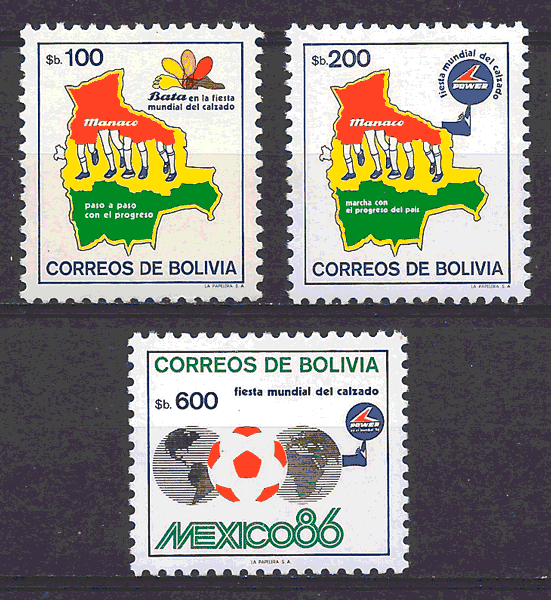 $b. 100
Bata en la fiesta
mundial del calzado
Manaco
paso a paso
con el progreso
CORREOS DE BOLIVIA
LA PAPELERA S.A.
$b. 200
fiesta mundial del calzado
POWER
Manaco
marcha con
el progreso del país
CORREOS DE BOLIVIA
LA PAPELERA S.A.
CORREOS DE BOLIVIA
fiesta mundial del calzado
$b. 600
POWER
MEXICO86
LA PAPELERA S.A.